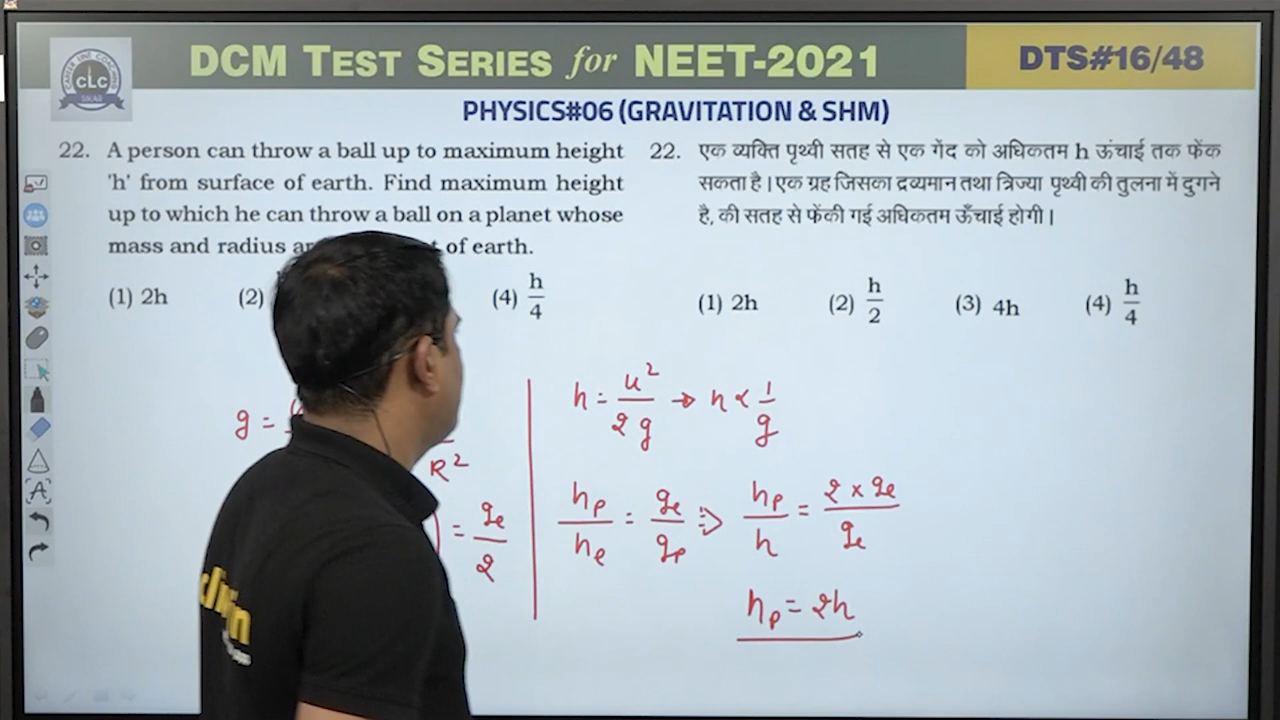 DCM TEST SERIES for NEET-2021
DTS#16/48
CLC
SIKAR
PHYSICS#06 (GRAVITATION & SHM)
22. A person can throw a ball up to maximum height
'h' from surface of earth. Find maximum height
up to which he can throw a ball on a planet whose
mass and radius of earth.
(1) 2h (2) (4) h/4
22. एक व्यक्ति पृथ्वी सतह से एक गेंद को अधिकतम h ऊंचाई तक फेंक
सकता है। एक ग्रह जिसका द्रव्यमान तथा त्रिज्या पृथ्वी की तुलना में दुगने
है, की सतह से फेंकी गई अधिकतम ऊँचाई होगी।
(1) 2h (2) h/2 (3) 4h (4) h/4
g =
R²
= ge/2
h = u²/2g → h ∝ 1/g
hp/he = ge/gp ⇒ hp/h = 2 × ge/ge
hp = 2h